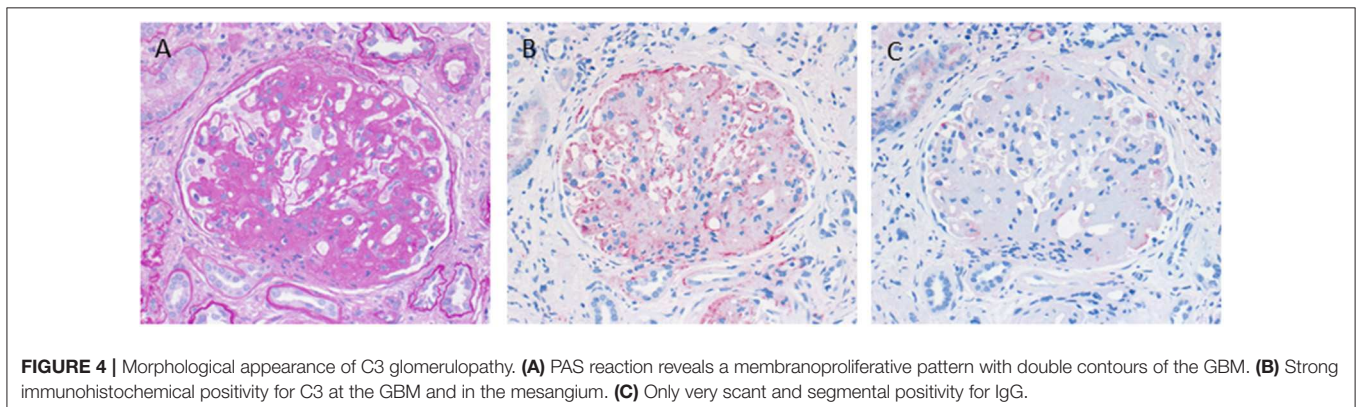 A
B
C
FIGURE 4 | Morphological appearance of C3 glomerulopathy. (A) PAS reaction reveals a membranoproliferative pattern with double contours of the GBM. (B) Strong
immunohistochemical positivity for C3 at the GBM and in the mesangium. (C) Only very scant and segmental positivity for IgG.